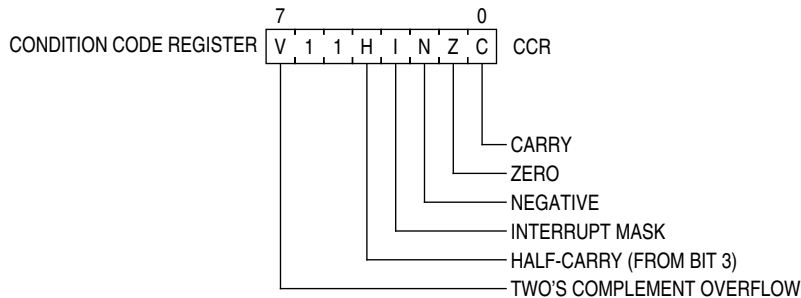 7 0
CONDITION CODE REGISTER V 1 1 H I N Z C CCR
CARRY
ZERO
NEGATIVE
INTERRUPT MASK
HALF-CARRY (FROM BIT 3)
TWO'S COMPLEMENT OVERFLOW